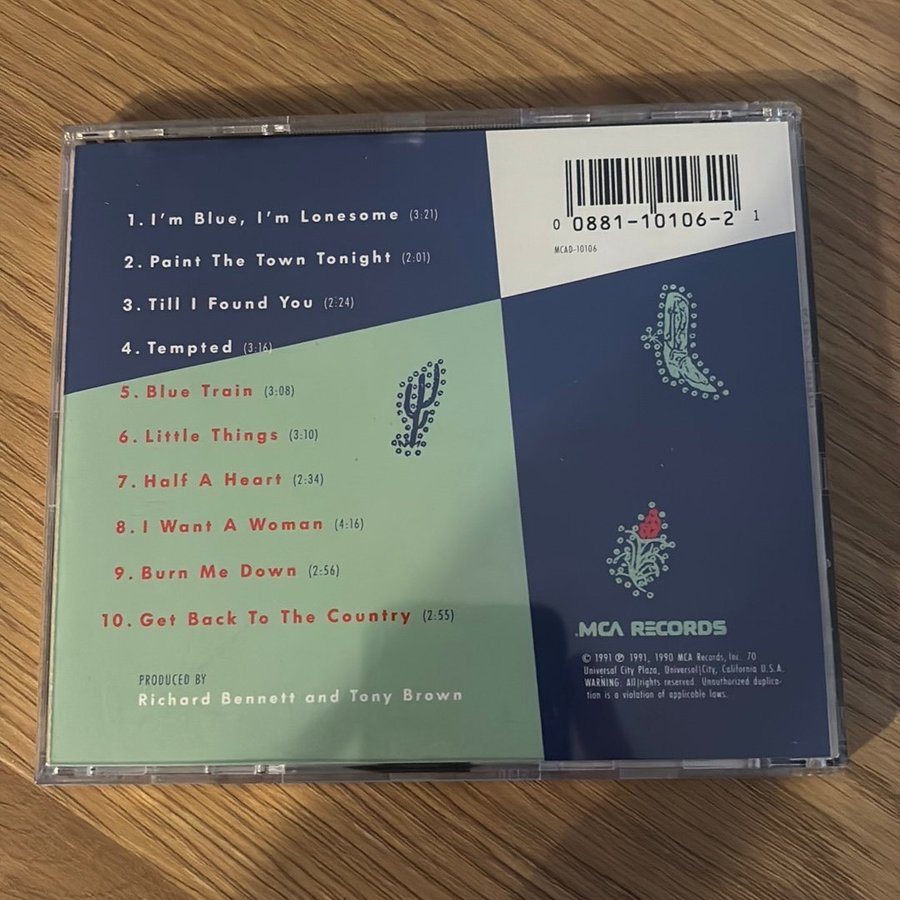 1. I'm Blue, I'm Lonesome (3:21)
2. Paint The Town Tonight (2:01)
3. Till I Found You (2:24)
4. Tempted (3:16)
5. Blue Train (3:08)
6. Little Things (3:10)
7. Half A Heart (2:34)
8. I Want A Woman (4:16)
9. Burn Me Down (2:56)
10. Get Back To The Country (2:55)
PRODUCED BY
Richard Bennett and Tony Brown
0 0881-10106-2 1
MCAD-10106
MCA RECORDS
© 1991 ℗ 1991, 1990 MCA Records, Inc. 70
Universal City Plaza, Universal City, California U.S.A.
WARNING: All rights reserved. Unauthorized duplica-
tion is a violation of applicable laws.